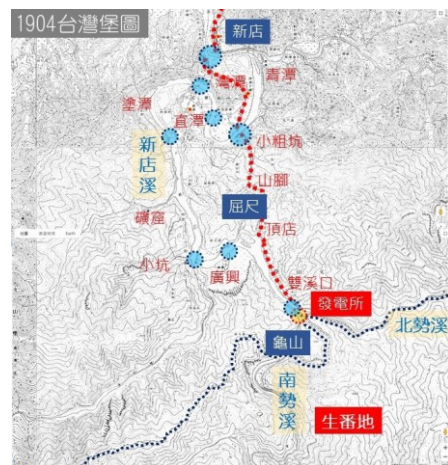 1904台灣堡圖
新店
灣潭
青潭
塗潭
直潭
小粗坑
新店溪
山腳
屈尺
礦窟
頂店
小坑
廣興
雙溪口
發電所
北勢溪
龜山
南勢溪
生番地